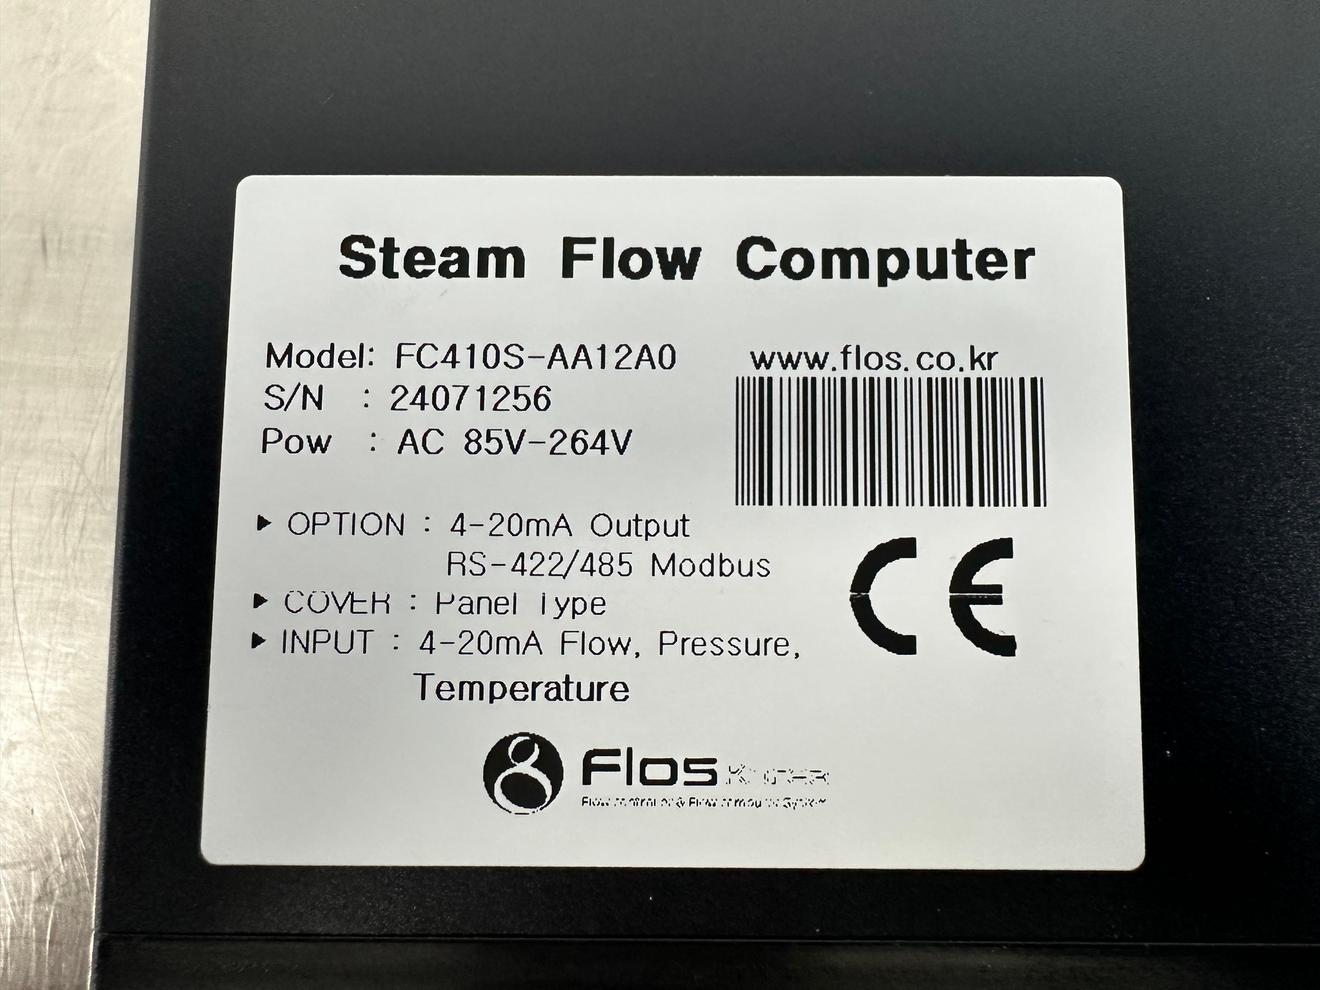 Steam Flow Computer
Model: FC410S-AA12A0
S/N : 24071256
Pow : AC 85V-264V
www.flos.co.kr
▶ OPTION : 4-20mA Output
RS-422/485 Modbus
▶ COVER : Panel Type
▶ INPUT : 4-20mA Flow, Pressure,
Temperature
CE
Flos